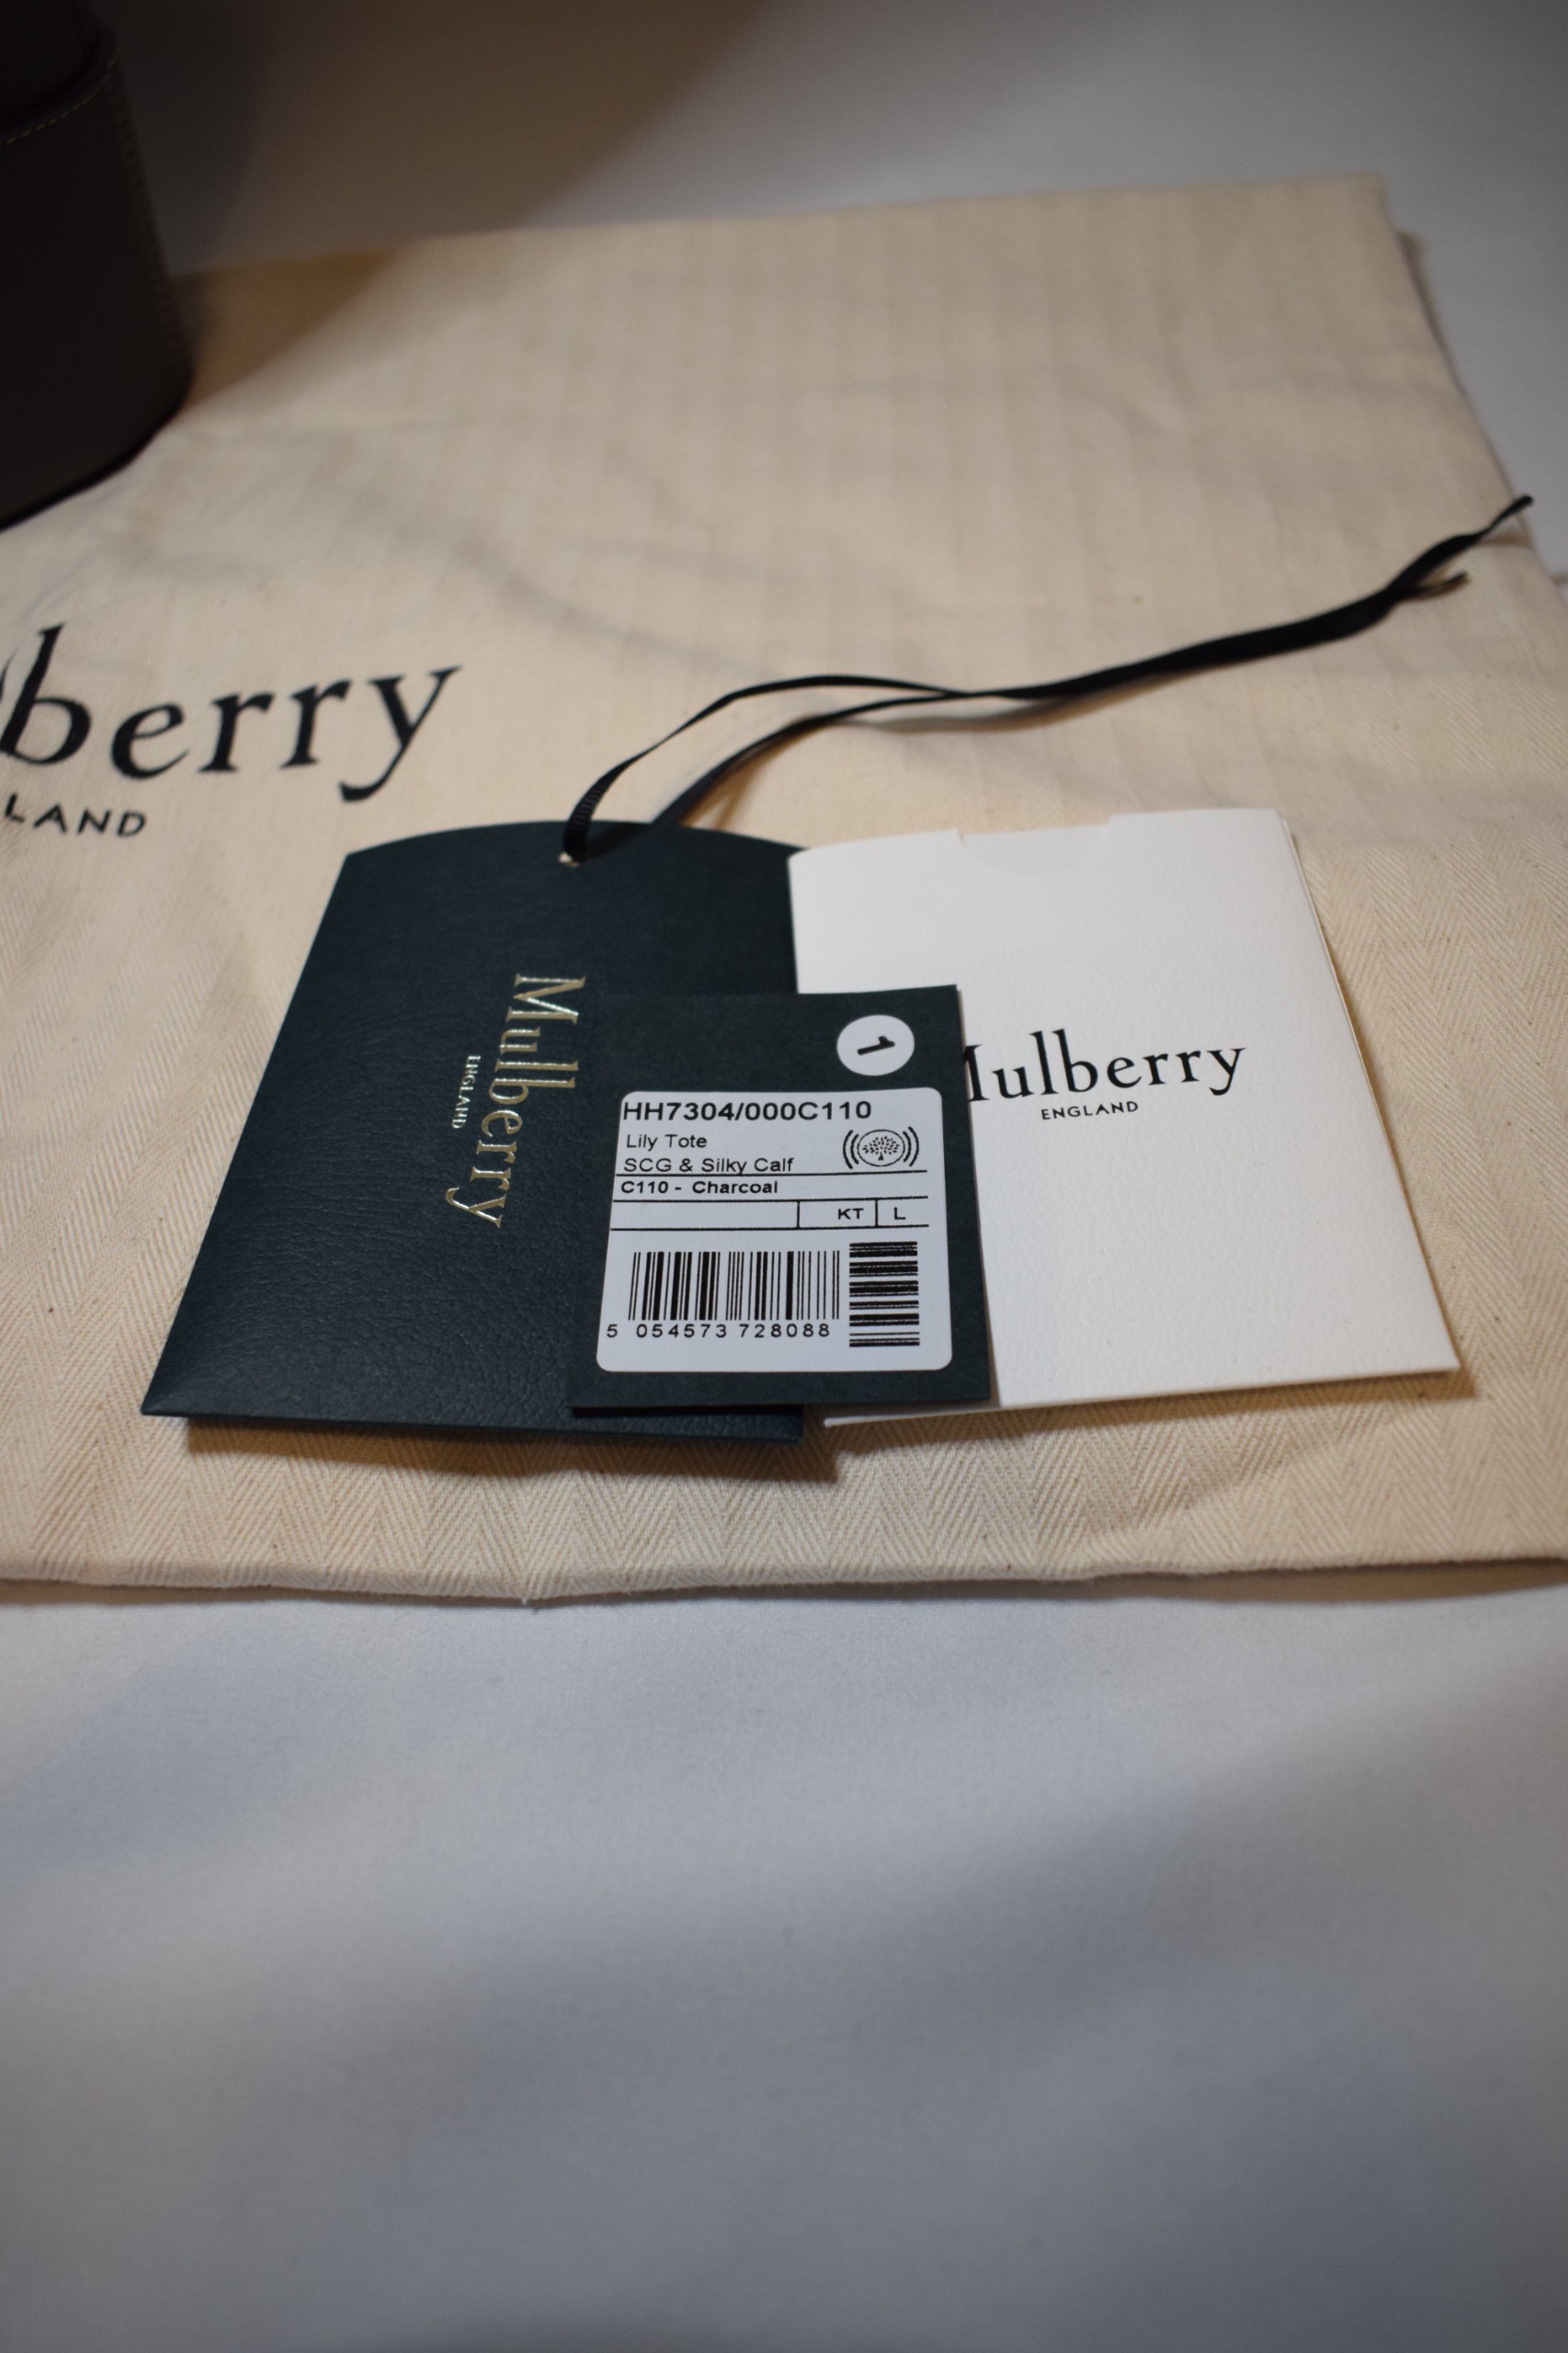 lberry
LAND
Mulberry
ENGLAND
1
HH7304/000C110
Lily Tote
SCG & Silky Calf
C110 - Charcoal
KT L
5 054573 728088
Mulberry
ENGLAND